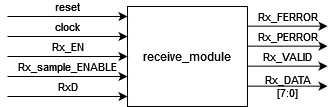 reset
clock
Rx_EN
Rx_sample_ENABLE
RxD
receive_module
Rx_FERROR
Rx_PERROR
Rx_VALID
Rx_DATA
[7:0]